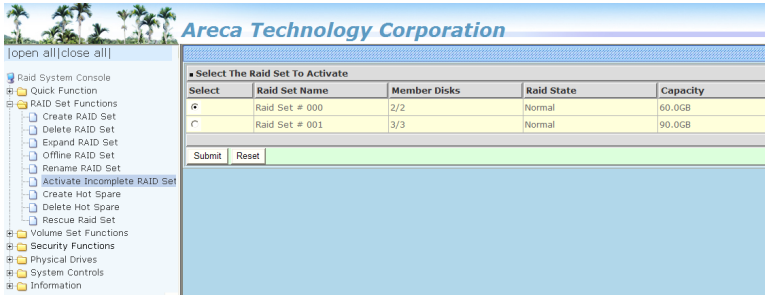 Areca Technology Corporation
|open all|close all|
Raid System Console
Quick Function
RAID Set Functions
Create RAID Set
Delete RAID Set
Expand RAID Set
Offline RAID Set
Rename RAID Set
Activate Incomplete RAID Set
Create Hot Spare
Delete Hot Spare
Rescue Raid Set
Volume Set Functions
Security Functions
Physical Drives
System Controls
Information
Select The Raid Set To Activate
Select Raid Set Name Member Disks Raid State Capacity
Raid Set # 000 2/2 Normal 60.0GB
Raid Set # 001 3/3 Normal 90.0GB
Submit Reset